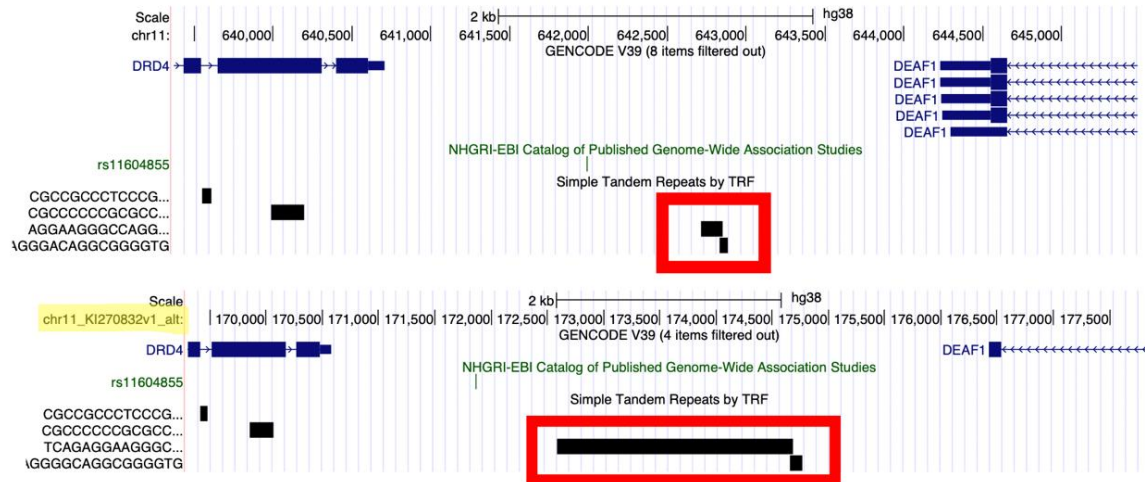 Scale 2 kb hg38
chr11: 640,000 640,500 641,000 641,500 642,000 642,500 643,000 643,500 644,000 644,500 645,000
GENCODE V39 (8 items filtered out)
DRD4 DEAF1
DEAF1
DEAF1
DEAF1
DEAF1
NHGRI-EBI Catalog of Published Genome-Wide Association Studies
rs11604855
Simple Tandem Repeats by TRF
CGCCGCCCTCCCG...
CGCCCCCCGCGCC...
AGGAAGGGCCAGG...
AGGGACAGGCGGGGTG
Scale 2 kb hg38
chr11_KI270832v1_alt: 170,000 170,500 171,000 171,500 172,000 172,500 173,000 173,500 174,000 174,500 175,000 175,500 176,000 176,500 177,000 177,500
GENCODE V39 (4 items filtered out)
DRD4 DEAF1
NHGRI-EBI Catalog of Published Genome-Wide Association Studies
rs11604855
Simple Tandem Repeats by TRF
CGCCGCCCTCCCG...
CGCCCCCCGCGCC...
TCAGAGGAAGGGC...
AGGGGCAGGCGGGGTG